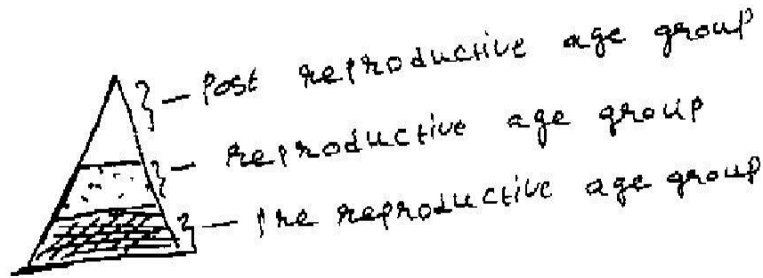 Post reproductive age group
reproductive age group
pre reproductive age group